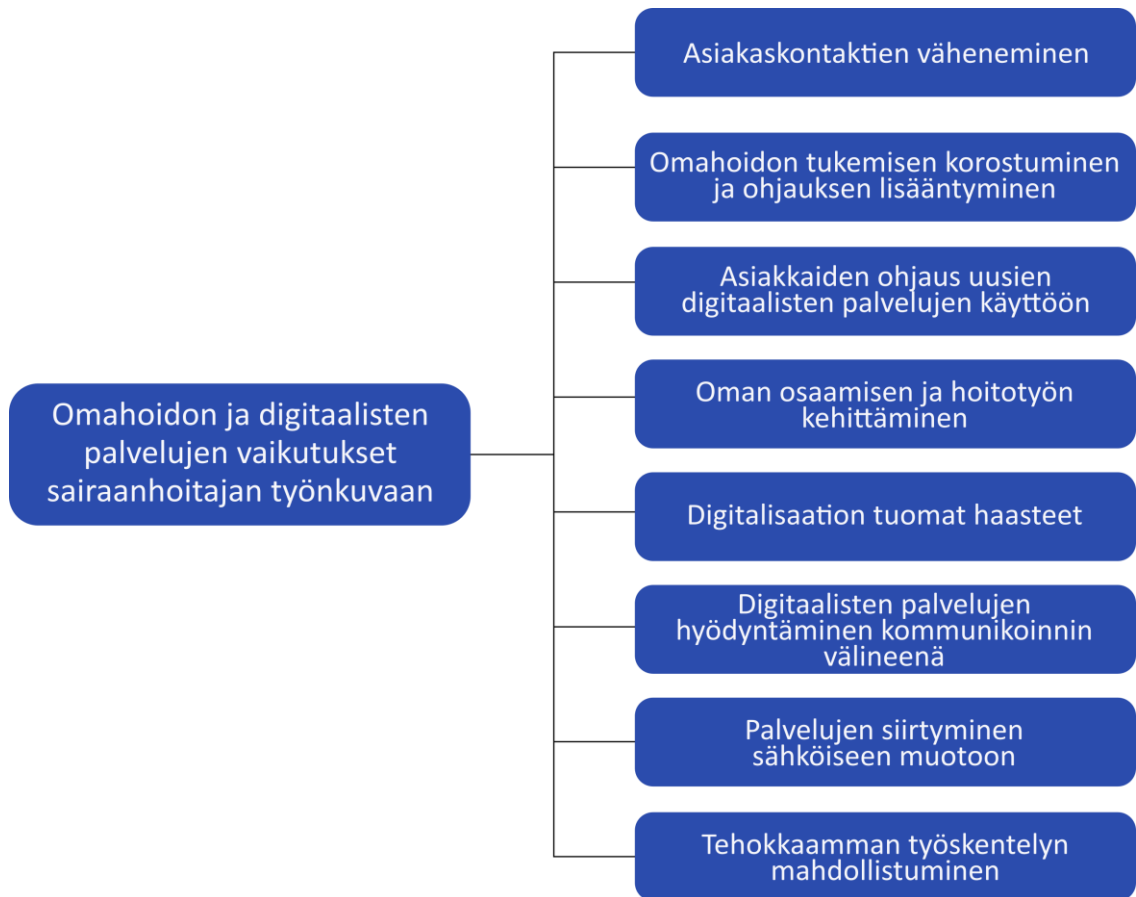 Asiakaskontaktien väheneminen
Omahoidon tukemisen korostuminen
ja ohjauksen lisääntyminen
Asiakkaiden ohjaus uusien
digitaalisten palvelujen käyttöön
Omahoidon ja digitaalisten
palvelujen vaikutukset
sairaanhoitajan työnkuvaan
Oman osaamisen ja hoitotyön
kehittäminen
Digitalisaation tuomat haasteet
Digitaalisten palvelujen
hyödyntäminen kommunikoinnin
välineenä
Palvelujen siirtyminen
sähköiseen muotoon
Tehokkaamman työskentelyn
mahdollistuminen